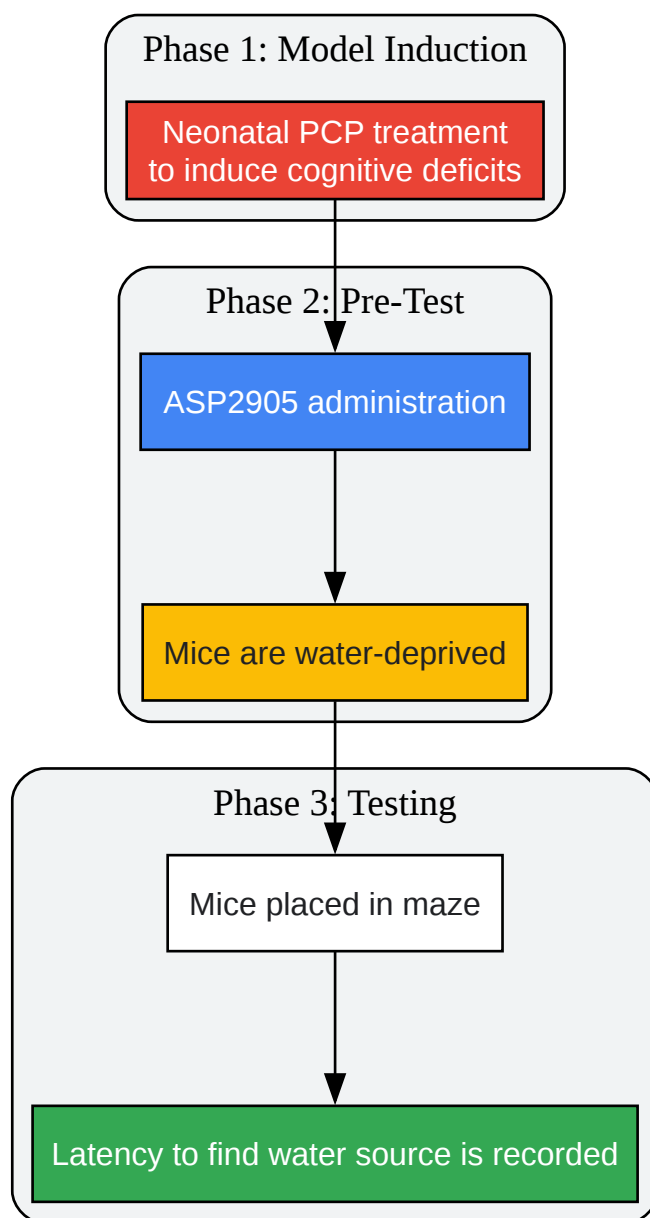 Phase 1: Model Induction
Neonatal PCP treatment
to induce cognitive deficits
Phase 2: Pre-Test
ASP2905 administration
Mice are water-deprived
Phase 3: Testing
Mice placed in maze
Latency to find water source is recorded